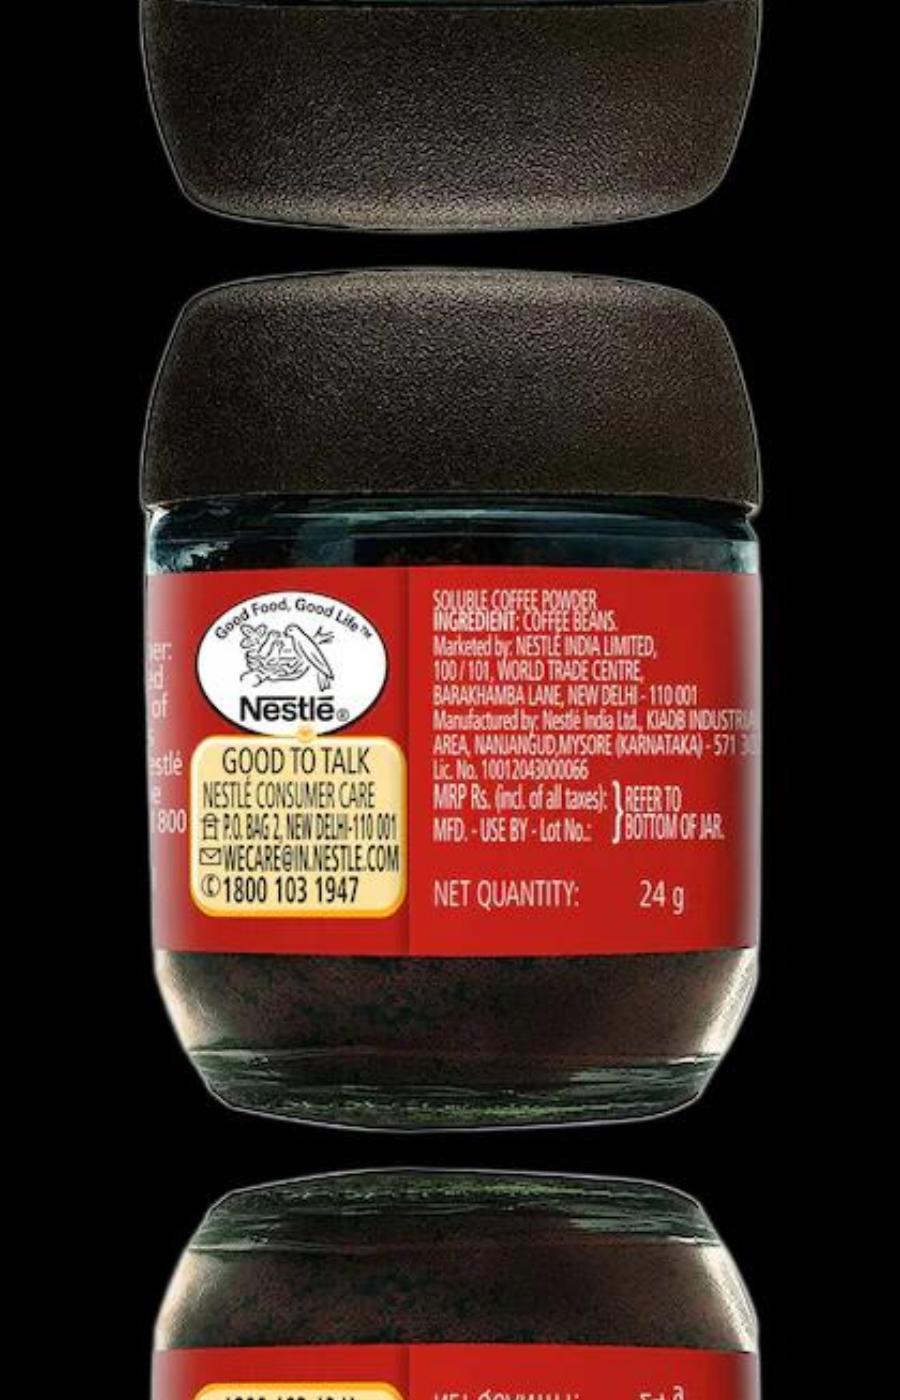 Good Food, Good Life™
Nestlé®
GOOD TO TALK
NESTLÉ CONSUMER CARE
P.O. BAG 2, NEW DELHI-110 001
WECARE@IN.NESTLE.COM
1800 103 1947
of
estlé
800
SOLUBLE COFFEE POWDER
INGREDIENT: COFFEE BEANS.
Marketed by: NESTLÉ INDIA LIMITED,
100 / 101, WORLD TRADE CENTRE,
BARAKHAMBA LANE, NEW DELHI - 110 001
Manufactured by: Nestlé India Ltd., KIADB INDUSTRIA
AREA, NANJANGUD,MYSORE (KARNATAKA) - 571
Lic. No. 10012043000066
MRP Rs. (incl. of all taxes): } REFER TO
MFD. - USE BY - Lot No.: BOTTOM OF JAR.
NET QUANTITY: 24 g